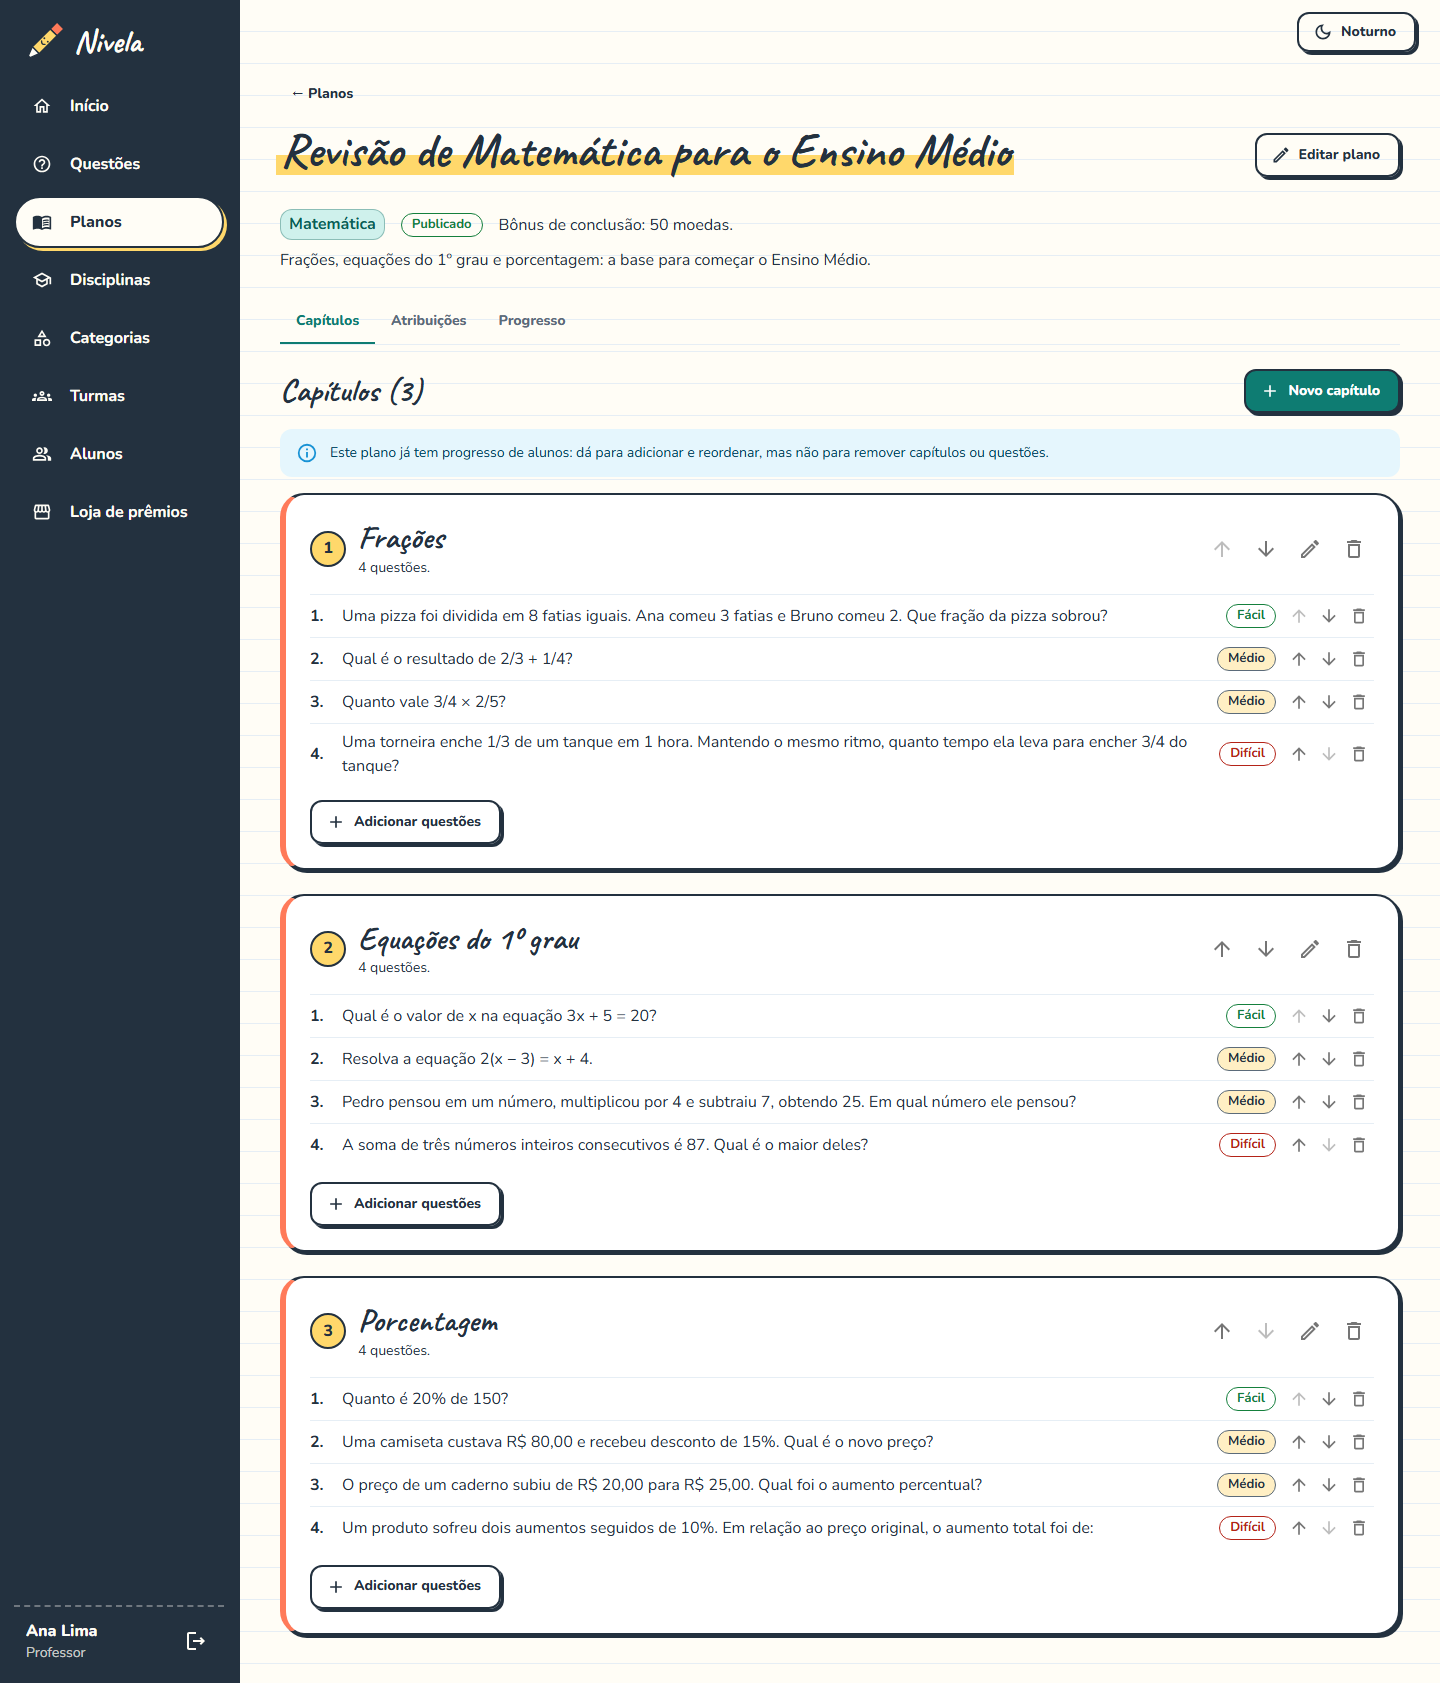 Nivela
Início
Questões
Planos
Disciplinas
Categorias
Turmas
Alunos
Loja de prêmios
Ana Lima
Professor
Noturno
← Planos
Revisão de Matemática para o Ensino Médio
Editar plano
Matemática Publicado Bônus de conclusão: 50 moedas.
Frações, equações do 1º grau e porcentagem: a base para começar o Ensino Médio.
Capítulos Atribuições Progresso
Capítulos (3)
+ Novo capítulo
Este plano já tem progresso de alunos: dá para adicionar e reordenar, mas não para remover capítulos ou questões.
1 Frações
4 questões.
1. Uma pizza foi dividida em 8 fatias iguais. Ana comeu 3 fatias e Bruno comeu 2. Que fração da pizza sobrou? Fácil
2. Qual é o resultado de 2/3 + 1/4? Médio
3. Quanto vale 3/4 × 2/5? Médio
4. Uma torneira enche 1/3 de um tanque em 1 hora. Mantendo o mesmo ritmo, quanto tempo ela leva para encher 3/4 do
tanque? Difícil
+ Adicionar questões
2 Equações do 1º grau
4 questões.
1. Qual é o valor de x na equação 3x + 5 = 20? Fácil
2. Resolva a equação 2(x − 3) = x + 4. Médio
3. Pedro pensou em um número, multiplicou por 4 e subtraiu 7, obtendo 25. Em qual número ele pensou? Médio
4. A soma de três números inteiros consecutivos é 87. Qual é o maior deles? Difícil
+ Adicionar questões
3 Porcentagem
4 questões.
1. Quanto é 20% de 150? Fácil
2. Uma camiseta custava R$ 80,00 e recebeu desconto de 15%. Qual é o novo preço? Médio
3. O preço de um caderno subiu de R$ 20,00 para R$ 25,00. Qual foi o aumento percentual? Médio
4. Um produto sofreu dois aumentos seguidos de 10%. Em relação ao preço original, o aumento total foi de: Difícil
+ Adicionar questões